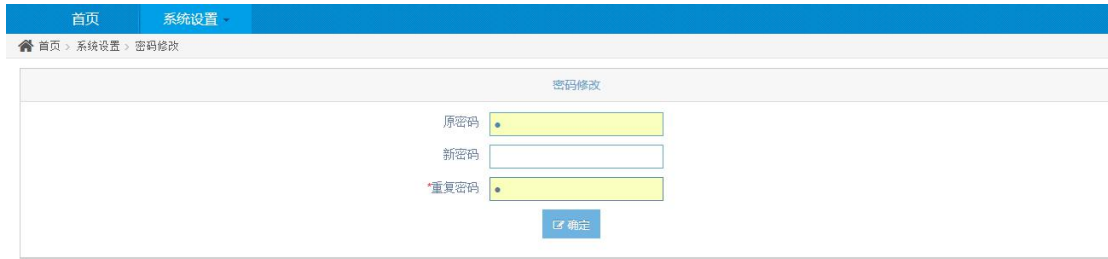 首页 系统设置
首页 > 系统设置 > 密码修改
密码修改
原密码 •
新密码
*重复密码 •
确定